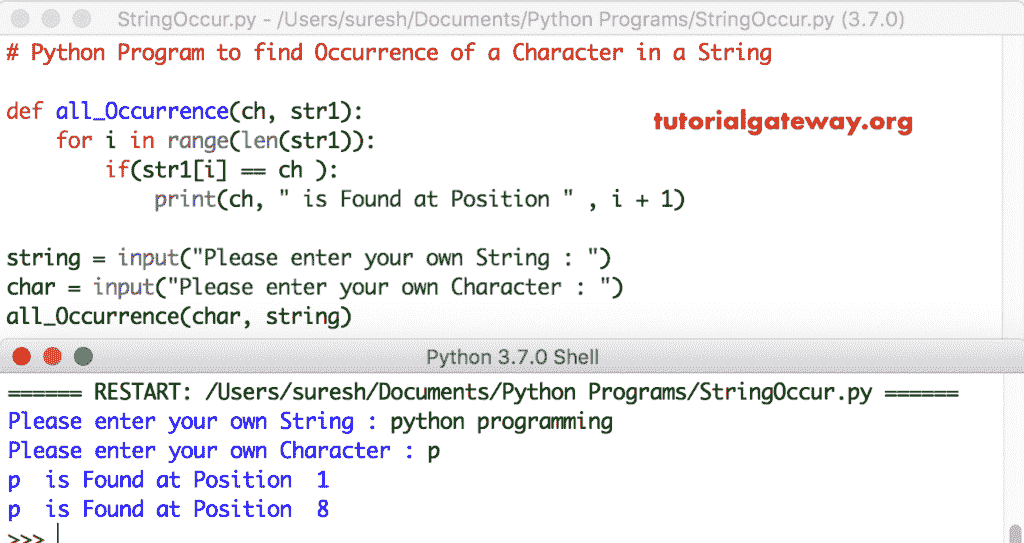 StringOccur.py - /Users/suresh/Documents/Python Programs/StringOccur.py (3.7.0)
# Python Program to find Occurrence of a Character in a String
def all_Occurrence(ch, str1):
tutorialgateway.org
    for i in range(len(str1)):
        if(str1[i] == ch ):
            print(ch, " is Found at Position " , i + 1)
string = input("Please enter your own String : ")
char = input("Please enter your own Character : ")
all_Occurrence(char, string)
Python 3.7.0 Shell
====== RESTART: /Users/suresh/Documents/Python Programs/StringOccur.py ======
Please enter your own String : python programming
Please enter your own Character : p
p  is Found at Position  1
p  is Found at Position  8
>>>